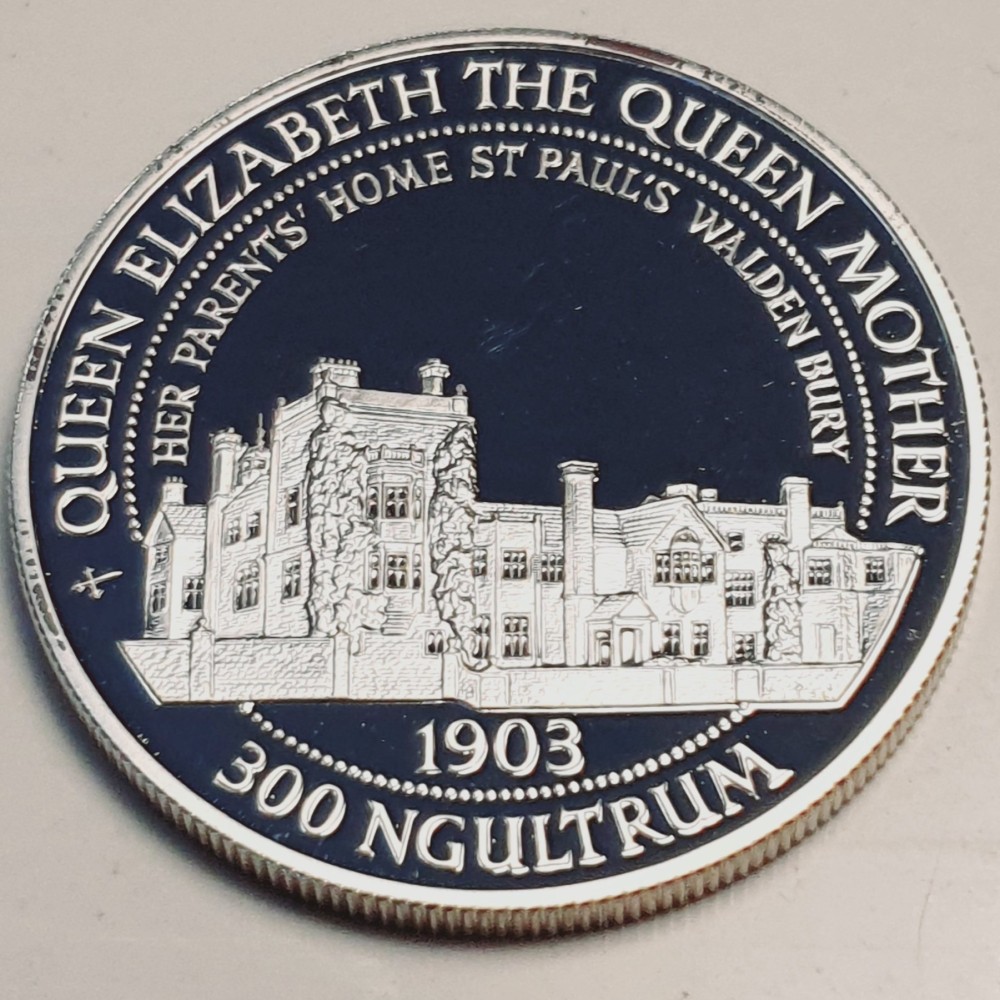 QUEEN ELIZABETH THE QUEEN MOTHER
HER PARENTS' HOME ST PAUL'S WALDEN BURY
1903
300 NGULTRUM